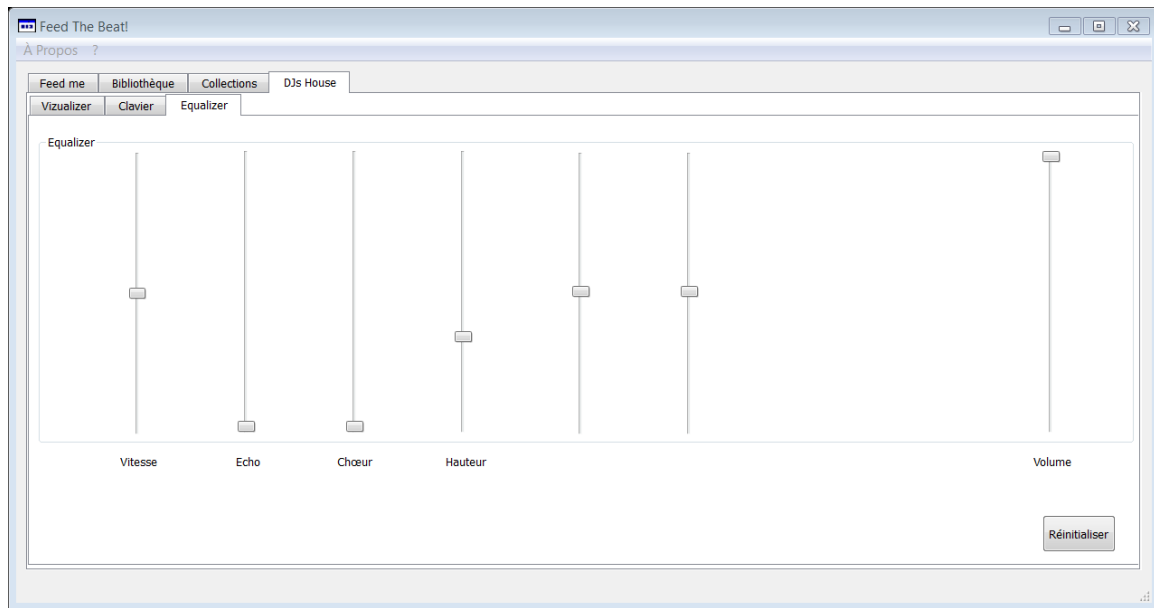 Feed The Beat!
À Propos ?
Feed me Bibliothèque Collections DJs House
Vizualizer Clavier Equalizer
Equalizer
Vitesse Echo Chœur Hauteur Volume
Réinitialiser